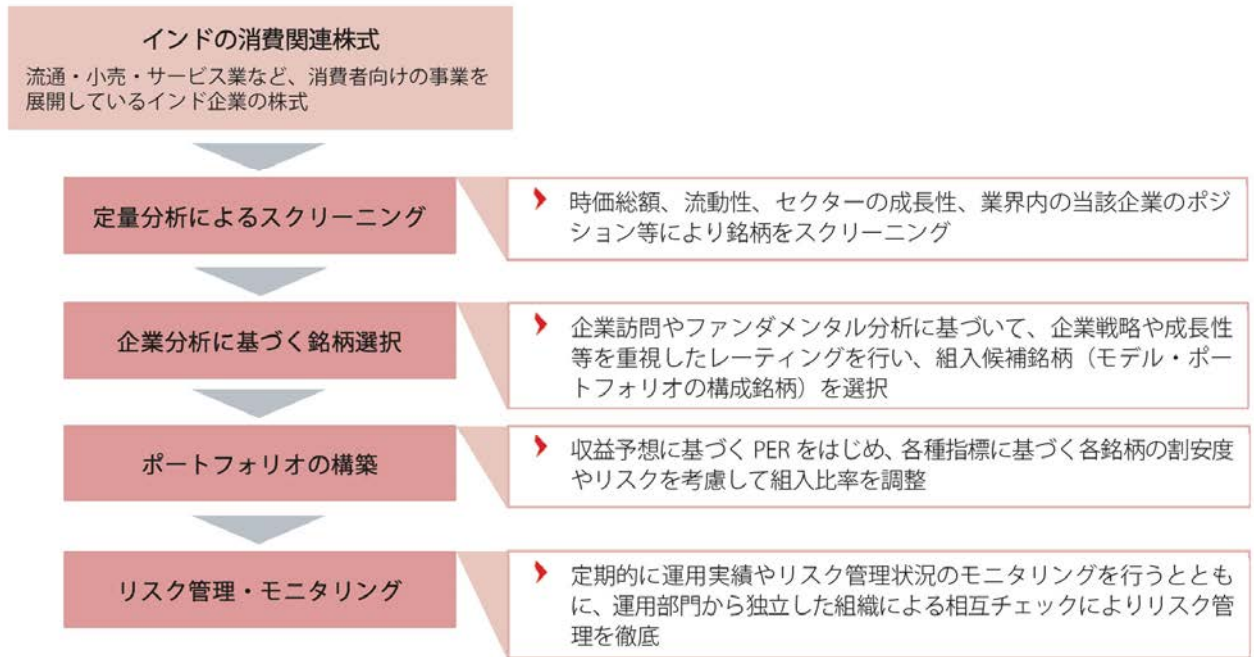 インドの消費関連株式
流通・小売・サービス業など、消費者向けの事業を
展開しているインド企業の株式
定量分析によるスクリーニング
時価総額、流動性、セクターの成長性、業界内の当該企業のポジ
ション等により銘柄をスクリーニング
企業分析に基づく銘柄選択
企業訪問やファンダメンタル分析に基づいて、企業戦略や成長性
等を重視したレーティングを行い、組入候補銘柄（モデル・ポー
トフォリオの構成銘柄）を選択
ポートフォリオの構築
収益予想に基づく PER をはじめ、各種指標に基づく各銘柄の割安度
やリスクを考慮して組入比率を調整
リスク管理・モニタリング
定期的に運用実績やリスク管理状況のモニタリングを行うととも
に、運用部門から独立した組織による相互チェックによりリスク管
理を徹底